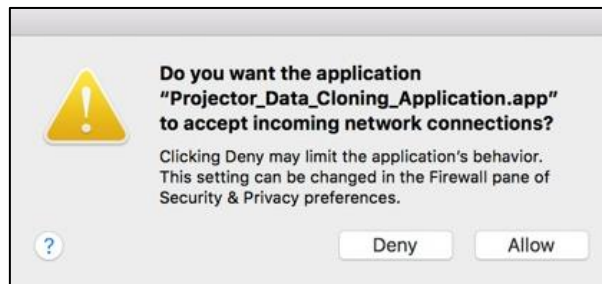 Do you want the application
“Projector_Data_Cloning_Application.app”
to accept incoming network connections?
Clicking Deny may limit the application’s behavior.
This setting can be changed in the Firewall pane of
Security & Privacy preferences.
?
Deny
Allow